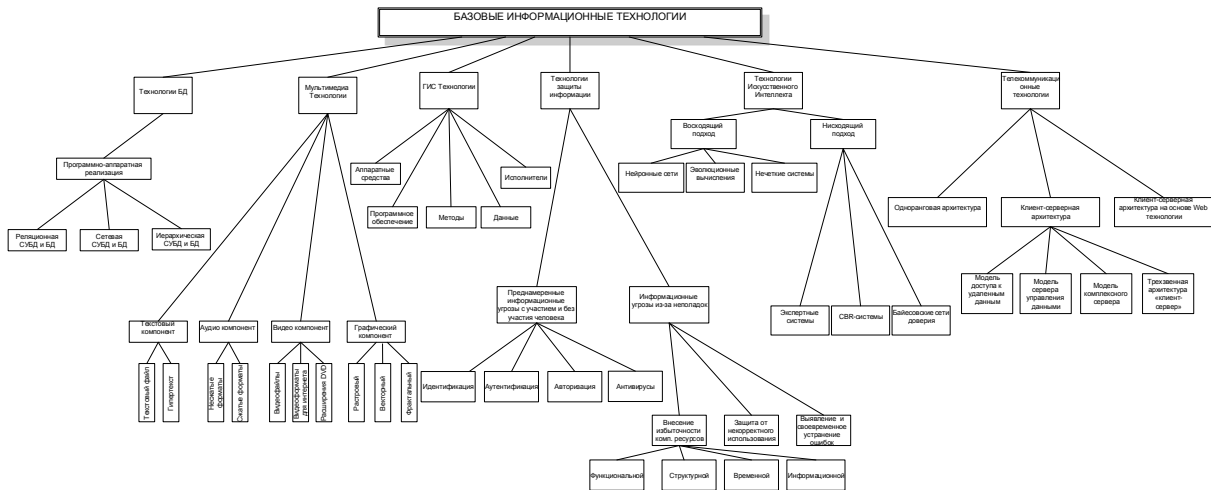 БАЗОВЫЕ ИНФОРМАЦИОННЫЕ ТЕХНОЛОГИИ
Технологии БД
Мультимедиа
Технологии
ГИС Технологии
Технологии
защиты
информации
Технологии
Искусственного
Интеллекта
Телекоммуникаци
онные
технологии
Восходящий
подход
Нисходящий
подход
Программно-аппаратная
реализация
Аппаратные
средства
Исполнители
Нейронные сети
Эволюционные
вычисления
Нечеткие системы
Программное
обеспечение
Методы
Данные
Одноранговая архитектура
Клиент-серверная
архитектура
Клиент-серверная
архитектура на основе Web
технологии
Реляционная
СУБД и БД
Сетевая
СУБД и БД
Иерархическая
СУБД и БД
Модель
доступа к
удаленным
данным
Модель
сервера
управления
данными
Модель
комплексного
сервера
Трехзвенная
архитектура
«клиент-
сервер»
Преднамеренные
информационные
угрозы с участием и без
участия человека
Информационные
угрозы из-за неполадок
Экспертные
системы
CBR-системы
Байесовские сети
доверия
Текстовый
компонент
Аудио компонент
Видео компонент
Графический
компонент
Текстовый файл
Гипертекст
Несжатые
форматы
Сжатые форматы
Видеофайлы
Видеоформаты
для интернета
Расширения DVD
Растровый
Векторный
Фрактальный
Идентификация
Аутентификация
Авторизация
Антивирусы
Внесение
избыточности
комп. ресурсов
Защита от
некорректного
использования
Выявление и
своевременное
устранение
ошибок
Функциональной
Структурной
Временной
Информационной